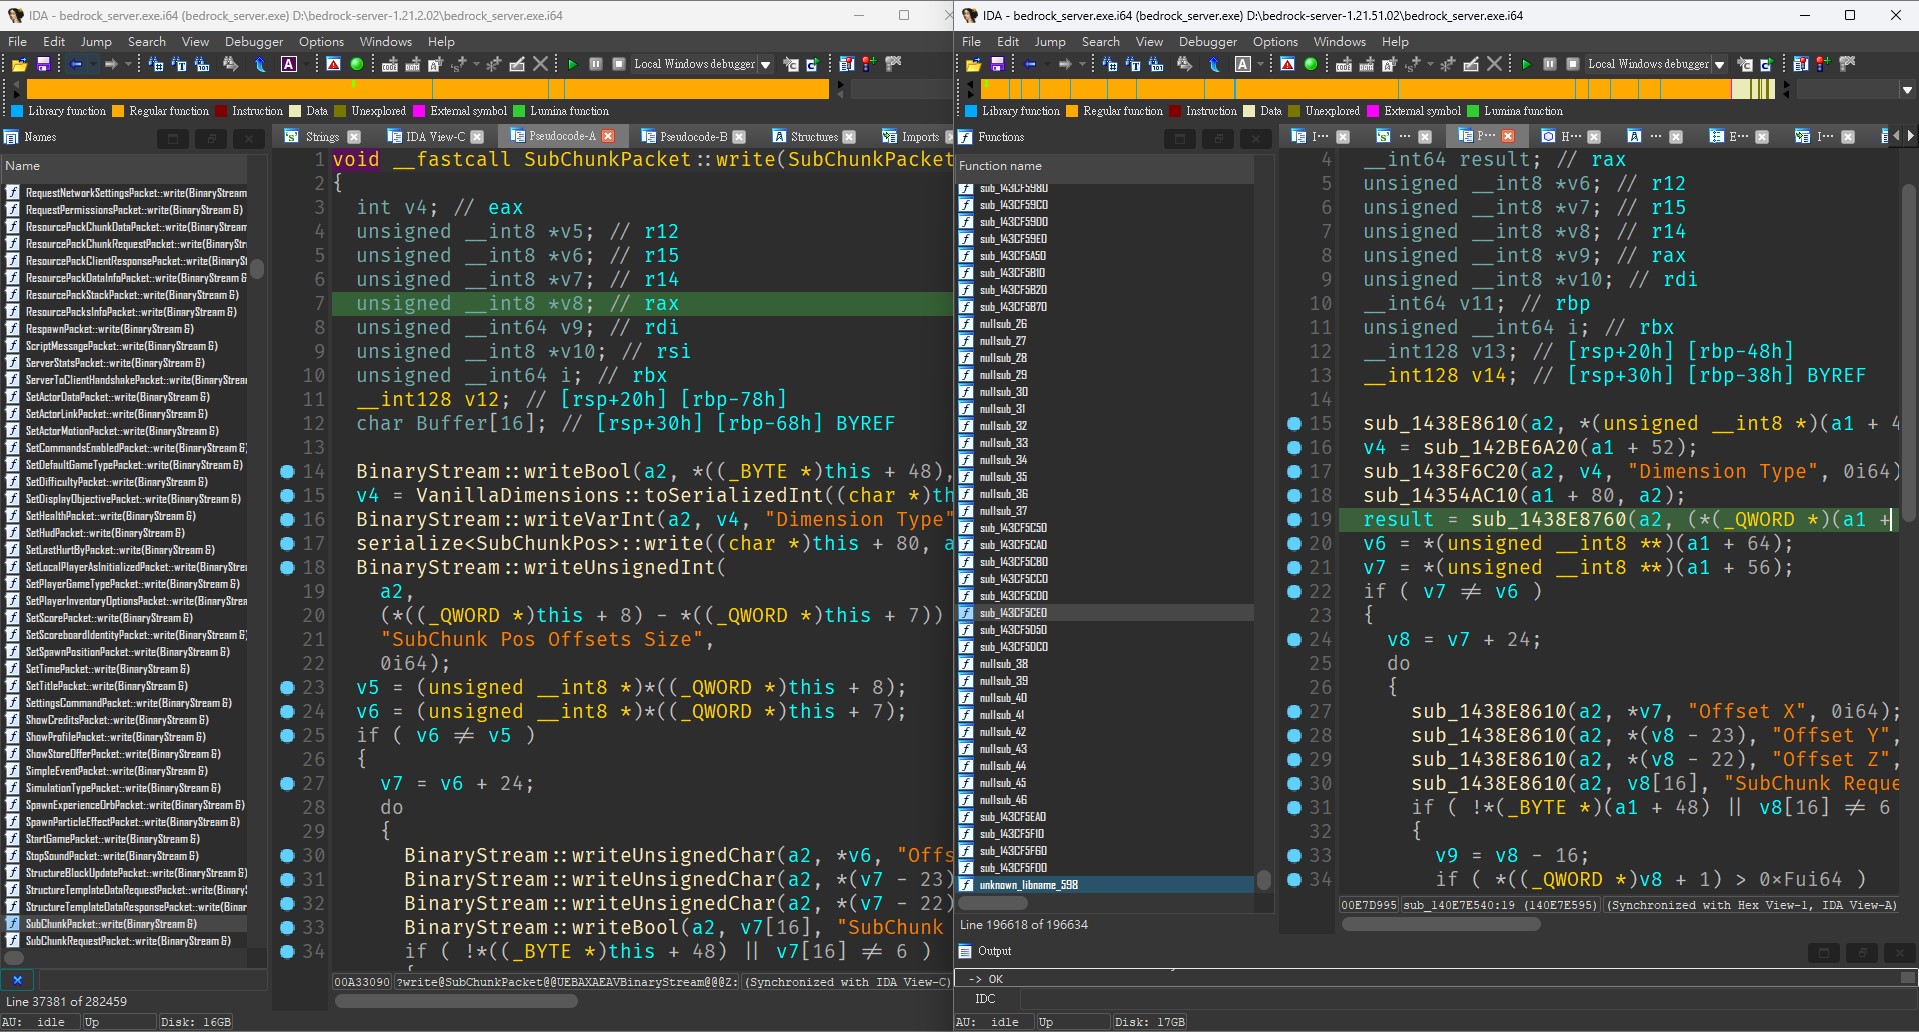 IDA - bedrock_server.exe.i64 (bedrock_server.exe) D:\bedrock-server-1.21.2.02\bedrock_server.exe.i64
File Edit Jump Search View Debugger Options Windows Help
Local Windows debugger
Library function Regular function Instruction Data Unexplored External symbol Lumina function
Names
Name
RequestNetworkSettingsPacket::write(BinaryStream
RequestPermissionsPacket::write(BinaryStream &)
ResourcePackChunkDataPacket::write(BinaryStream
ResourcePackChunkRequestPacket::write(BinaryStr
ResourcePackClientResponsePacket::write(BinarySt
ResourcePackDataInfoPacket::write(BinaryStream &
ResourcePackStackPacket::write(BinaryStream &)
ResourcePacksInfoPacket::write(BinaryStream &)
RespawnPacket::write(BinaryStream &)
ScriptMessagePacket::write(BinaryStream &)
ServerStatsPacket::write(BinaryStream &)
ServerToClientHandshakePacket::write(BinaryStrea
SetActorDataPacket::write(BinaryStream &)
SetActorLinkPacket::write(BinaryStream &)
SetActorMotionPacket::write(BinaryStream &)
SetCommandsEnabledPacket::write(BinaryStream &)
SetDefaultGameTypePacket::write(BinaryStream &)
SetDifficultyPacket::write(BinaryStream &)
SetDisplayObjectivePacket::write(BinaryStream &)
SetHealthPacket::write(BinaryStream &)
SetHudPacket::write(BinaryStream &)
SetLastHurtByPacket::write(BinaryStream &)
SetLocalPlayerAsInitializedPacket::write(BinaryStream
SetPlayerGameTypePacket::write(BinaryStream &)
SetPlayerInventoryOptionsPacket::write(BinaryStream
SetScorePacket::write(BinaryStream &)
SetScoreboardIdentityPacket::write(BinaryStream &)
SetSpawnPositionPacket::write(BinaryStream &)
SetTimePacket::write(BinaryStream &)
SetTitlePacket::write(BinaryStream &)
SettingsCommandPacket::write(BinaryStream &)
ShowCreditsPacket::write(BinaryStream &)
ShowProfilePacket::write(BinaryStream &)
ShowStoreOfferPacket::write(BinaryStream &)
SimpleEventPacket::write(BinaryStream &)
SimulationTypePacket::write(BinaryStream &)
SpawnExperienceOrbPacket::write(BinaryStream &)
SpawnParticleEffectPacket::write(BinaryStream &)
StartGamePacket::write(BinaryStream &)
StopSoundPacket::write(BinaryStream &)
StructureBlockUpdatePacket::write(BinaryStream &)
StructureTemplateDataRequestPacket::write(BinaryS
StructureTemplateDataResponsePacket::write(Binar
SubChunkPacket::write(BinaryStream &)
SubChunkRequestPacket::write(BinaryStream &)
Line 37381 of 282459
AU: idle Up Disk: 16GB
Strings IDA View-C Pseudocode-A Pseudocode-B Structures Imports
1 void __fastcall SubChunkPacket::write(SubChunkPacket
2 {
3 int v4; // eax
4 unsigned __int8 *v5; // r12
5 unsigned __int8 *v6; // r15
6 unsigned __int8 *v7; // r14
7 unsigned __int8 *v8; // rax
8 unsigned __int64 v9; // rdi
9 unsigned __int8 *v10; // rsi
10 unsigned __int64 i; // rbx
11 __int128 v12; // [rsp+20h] [rbp-78h]
12 char Buffer[16]; // [rsp+30h] [rbp-68h] BYREF
13
14 BinaryStream::writeBool(a2, *((_BYTE *)this + 48),
15 v4 = VanillaDimensions::toSerializedInt((char *)th
16 BinaryStream::writeVarInt(a2, v4, "Dimension Type"
17 serialize<SubChunkPos>::write((char *)this + 80, a
18 BinaryStream::writeUnsignedInt(
19 a2,
20 (*((_QWORD *)this + 8) - *((_QWORD *)this + 7))
21 "SubChunk Pos Offsets Size",
22 0i64);
23 v5 = (unsigned __int8 *)*((_QWORD *)this + 8);
24 v6 = (unsigned __int8 *)*((_QWORD *)this + 7);
25 if ( v6 ≠ v5 )
26 {
27 v7 = v6 + 24;
28 do
29 {
30 BinaryStream::writeUnsignedChar(a2, *v6, "Offs
31 BinaryStream::writeUnsignedChar(a2, *(v7 - 23)
32 BinaryStream::writeUnsignedChar(a2, *(v7 - 22)
33 BinaryStream::writeBool(a2, v7[16], "SubChunk
34 if ( !*((_BYTE *)this + 48) || v7[16] ≠ 6 )
00A33090 ?write@SubChunkPacket@@UEBAXAEAVBinaryStream@@@Z: (Synchronized with IDA View-C)
IDA - bedrock_server.exe.i64 (bedrock_server.exe) D:\bedrock-server-1.21.51.02\bedrock_server.exe.i64
File Edit Jump Search View Debugger Options Windows Help
Local Windows debugger
Library function Regular function Instruction Data Unexplored External symbol Lumina function
Functions
Function name
sub_143CF5980
sub_143CF59C0
sub_143CF59D0
sub_143CF59E0
sub_143CF5A50
sub_143CF5B10
sub_143CF5B20
sub_143CF5B70
nullsub_26
nullsub_27
nullsub_28
nullsub_29
nullsub_30
nullsub_31
nullsub_32
nullsub_33
nullsub_34
nullsub_35
nullsub_36
nullsub_37
sub_143CF5C50
sub_143CF5CA0
sub_143CF5CB0
sub_143CF5CC0
sub_143CF5CD0
sub_143CF5CE0
sub_143CF5D50
sub_143CF5DC0
nullsub_38
nullsub_39
nullsub_40
nullsub_41
nullsub_42
nullsub_43
nullsub_44
nullsub_45
nullsub_46
sub_143CF5EA0
sub_143CF5F10
sub_143CF5F60
sub_143CF5FD0
unknown_libname_598
Line 196618 of 196634
I··· ··· P··· H··· ··· E··· I···
4 __int64 result; // rax
5 unsigned __int8 *v6; // r12
6 unsigned __int8 *v7; // r15
7 unsigned __int8 *v8; // r14
8 unsigned __int8 *v9; // rax
9 unsigned __int8 *v10; // rdi
10 __int64 v11; // rbp
11 unsigned __int64 i; // rbx
12 __int128 v13; // [rsp+20h] [rbp-48h]
13 __int128 v14; // [rsp+30h] [rbp-38h] BYREF
14
15 sub_1438E8610(a2, *(unsigned __int8 *)(a1 + 4
16 v4 = sub_142BE6A20(a1 + 52);
17 sub_1438F6C20(a2, v4, "Dimension Type", 0i64)
18 sub_14354AC10(a1 + 80, a2);
19 result = sub_1438E8760(a2, (*(_QWORD *)(a1 +
20 v6 = *(unsigned __int8 **)(a1 + 64);
21 v7 = *(unsigned __int8 **)(a1 + 56);
22 if ( v7 ≠ v6 )
23 {
24 v8 = v7 + 24;
25 do
26 {
27 sub_1438E8610(a2, *v7, "Offset X", 0i64);
28 sub_1438E8610(a2, *(v8 - 23), "Offset Y",
29 sub_1438E8610(a2, *(v8 - 22), "Offset Z",
30 sub_1438E8610(a2, v8[16], "SubChunk Reque
31 if ( !*(_BYTE *)(a1 + 48) || v8[16] ≠ 6
32 {
33 v9 = v8 - 16;
34 if ( *((_QWORD *)v8 + 1) > 0×Fui64 )
00E7D995 sub_140E7E540:19 (140E7E595) (Synchronized with Hex View-1, IDA View-A)
Output
-> OK
IDC
AU: idle Up Disk: 17GB